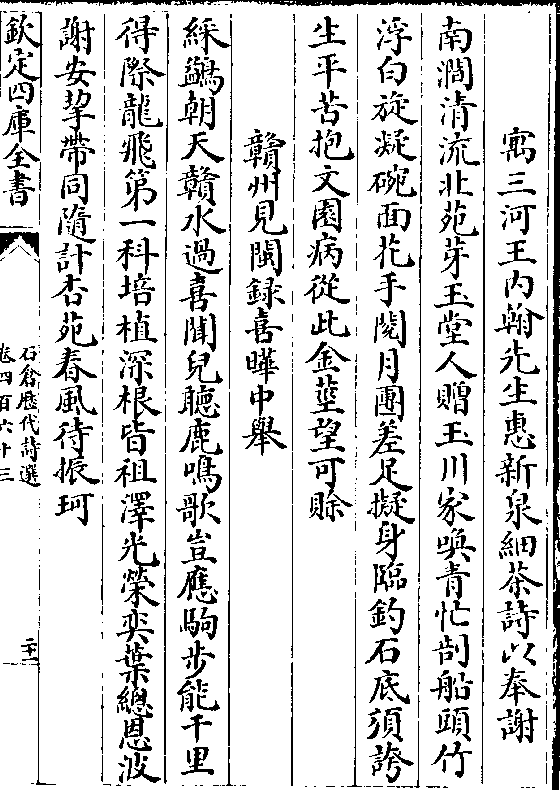 寓三河王内翰先生惠新泉細茶詩以奉謝
南澗清流北苑芽玉堂人贈玉川家喚青忙剖船頭竹
浮白旋凝碗面花手閱月團差足擬身臨釣石底須誇
生平苦抱文園病從此金莖望可賖
贛州見閩録喜曄中舉
綵鷁朝天贛水過喜聞兒聽鹿鳴歌豈應駒步能千里
得際龍飛第一科培植深根皆祖澤光榮奕葉總恩波
謝安挈帶同隨計杏苑春風待振珂
欽定四庫全書
石倉歴代詩選
卷四百六十三
二十一